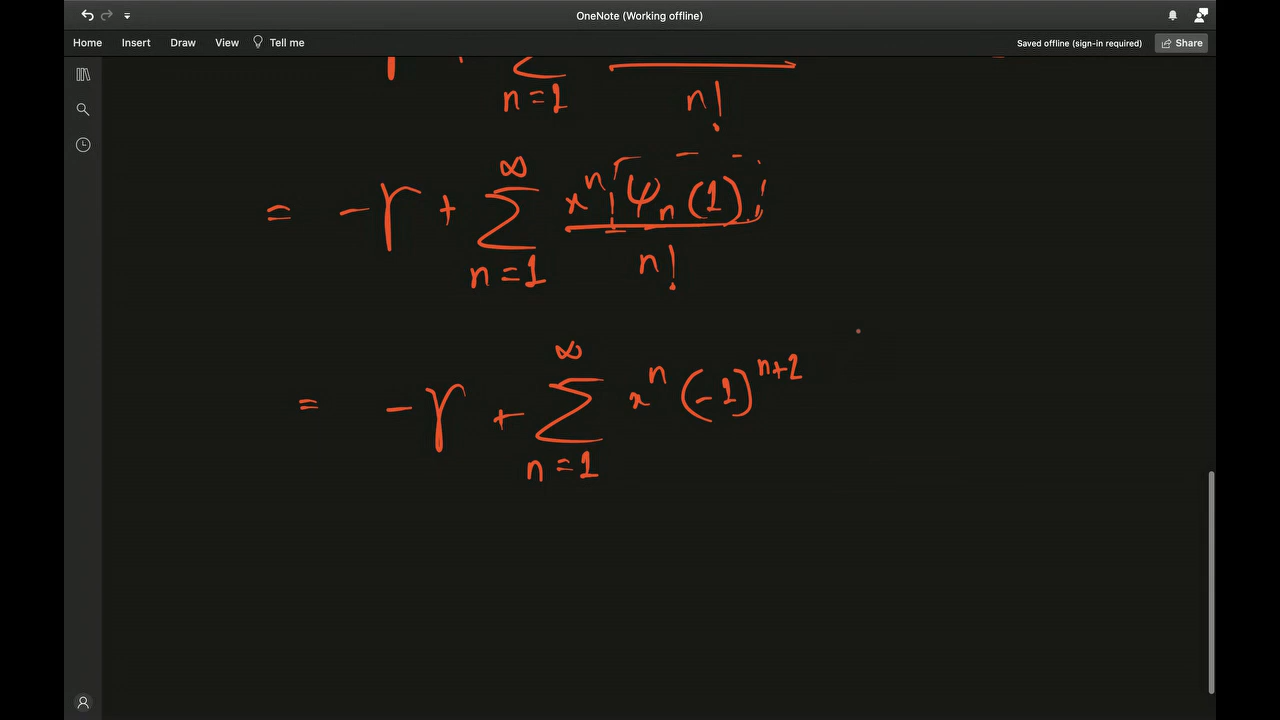 OneNote (Working offline)
Home Insert Draw View Tell me
Saved offline (sign-in required) Share
n=1 n!
= -γ + ∑ x^n ψ_n (1)
∞
n=1 n!
= -γ + ∑ x^n (-1)^{n+2}
∞
n=1